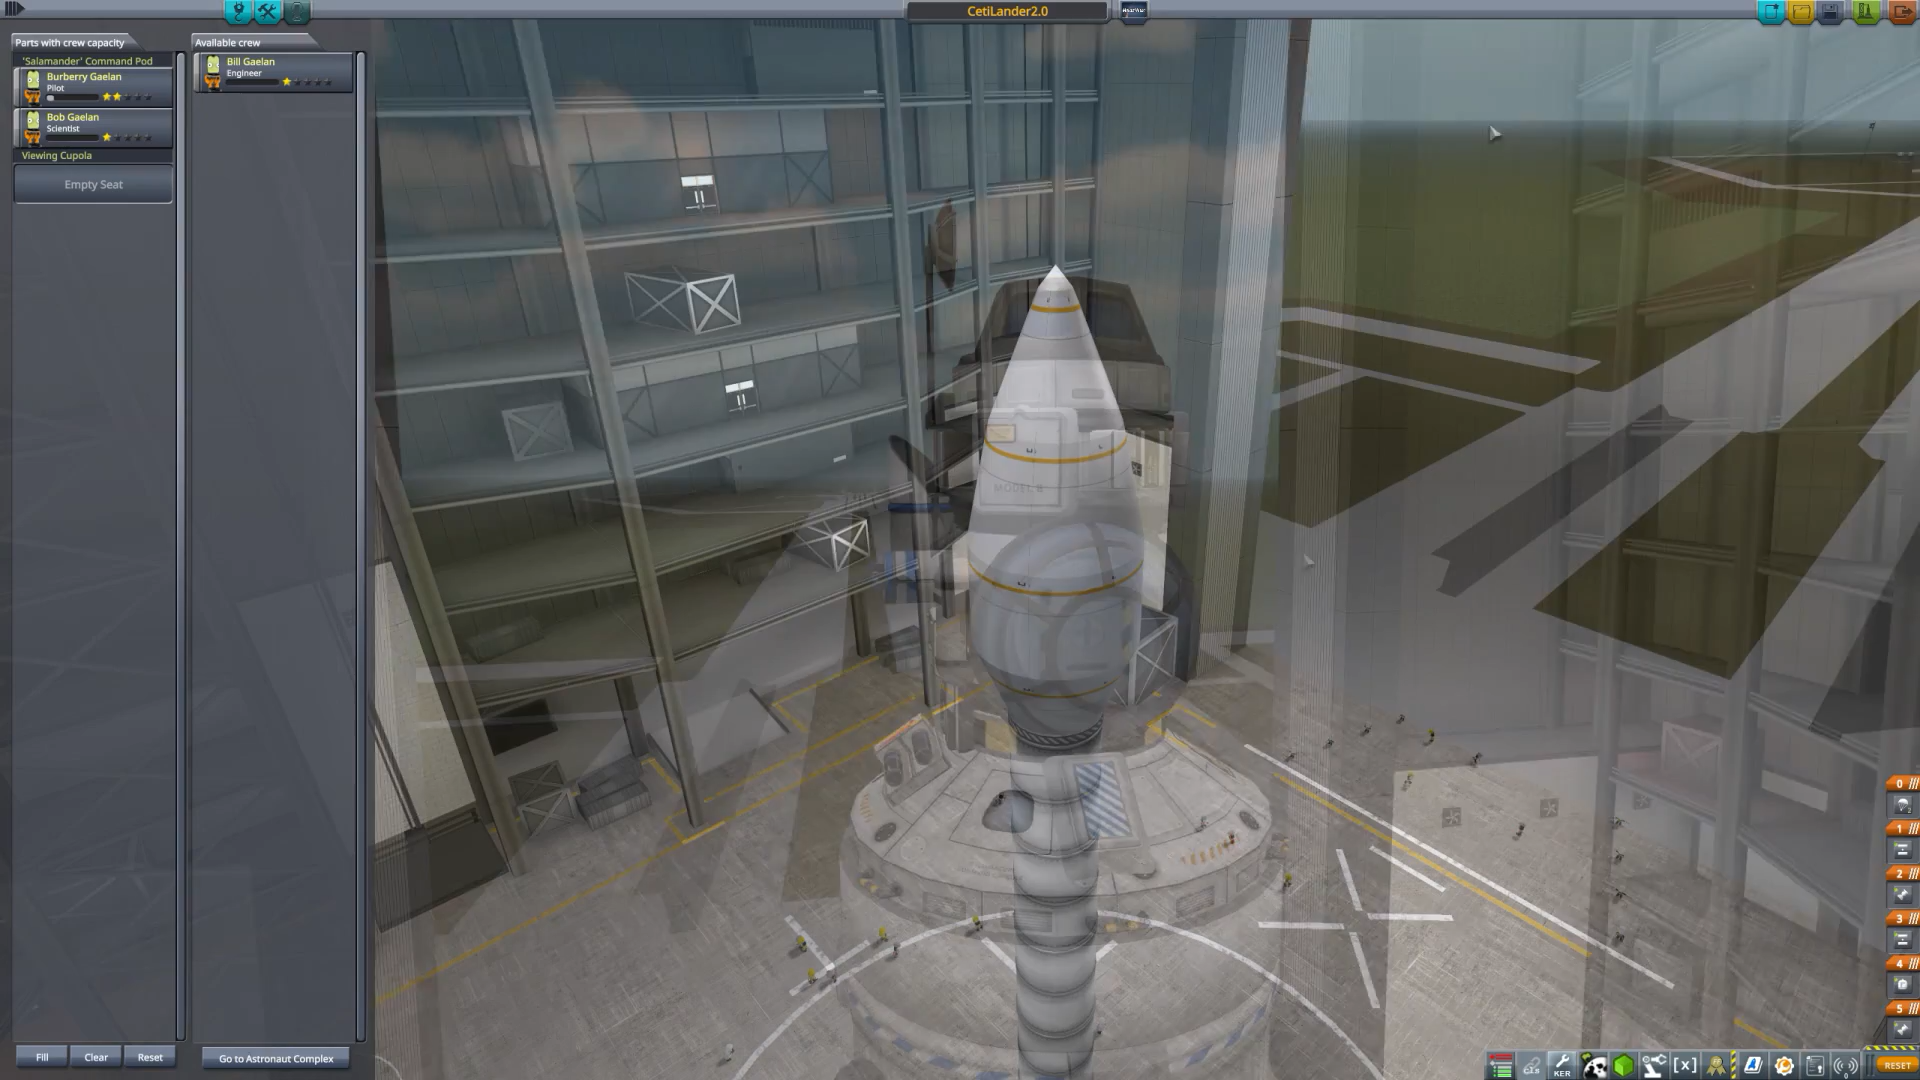 CetiLander2.0
Parts with crew capacity
Available crew
'Salamander' Command Pod
Burberry Gaelan
Pilot
Bob Gaelan
Scientist
Viewing Cupola
Empty Seat
Bill Gaelan
Engineer
MODEL
0
1
2
3
4
5
Fill
Clear
Reset
Go to Astronaut Complex
KER
[x]
RESET